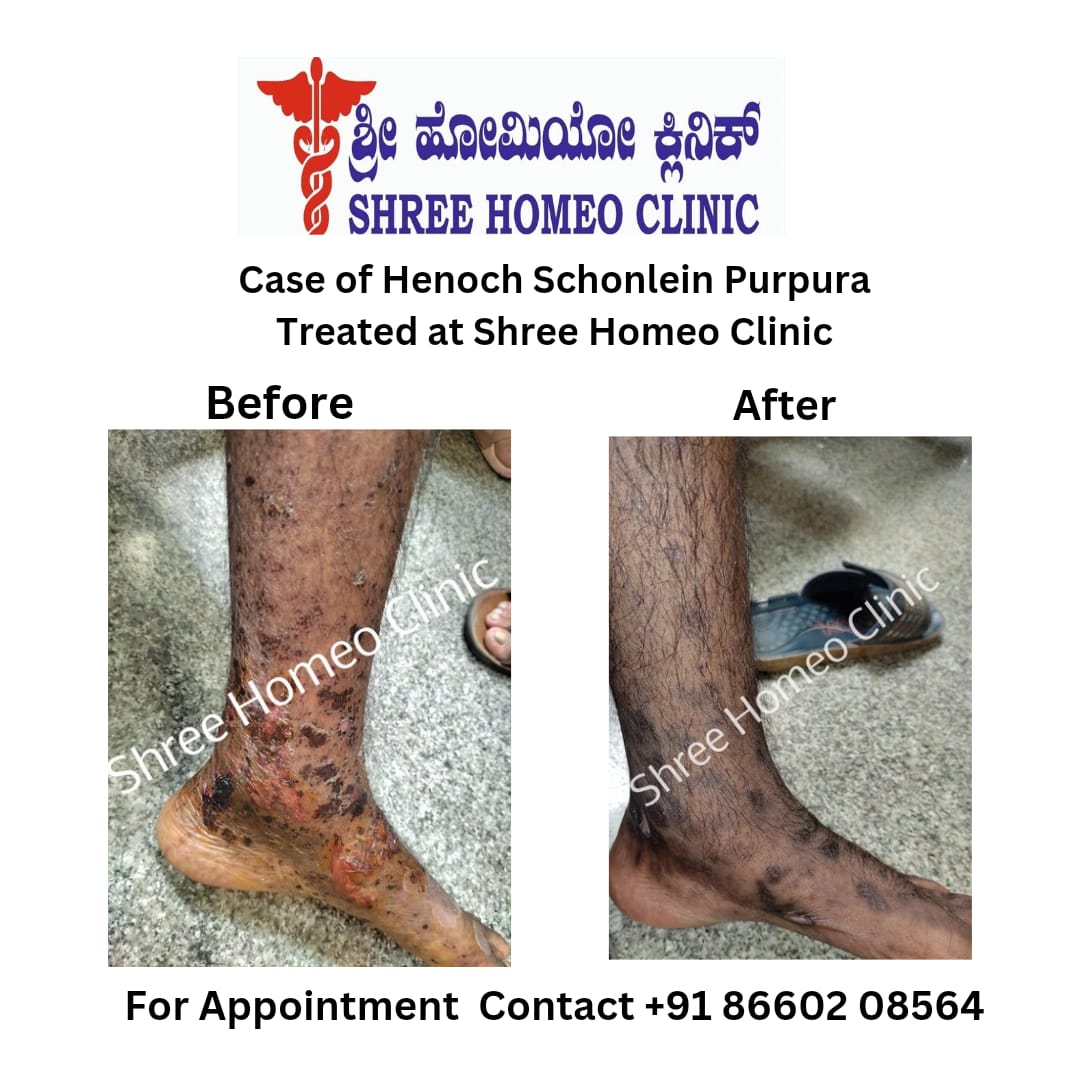 ಶ್ರೀ ಹೋಮಿಯೋ ಕ್ಲಿನಿಕ್
SHREE HOMEO CLINIC
Case of Henoch Schonlein Purpura
Treated at Shree Homeo Clinic
Before
After
Shree Homeo Clinic
Shree Homeo Clinic
For Appointment Contact +91 86602 08564